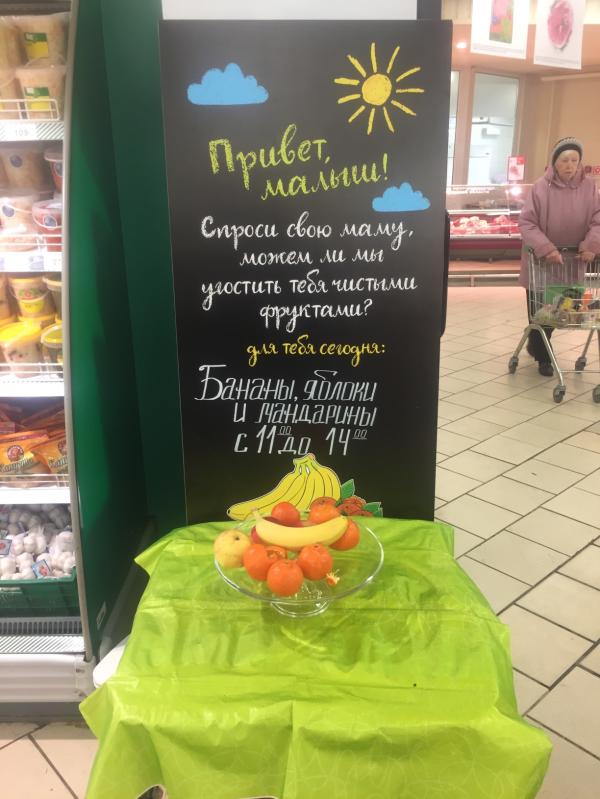 Привет,
малыш!
Спроси свою маму,
можем ли мы
угостить тебя чистыми
фруктами?
для тебя сегодня:
Бананы, яблоки
и мандарины
с 11 00 до 14 00
109